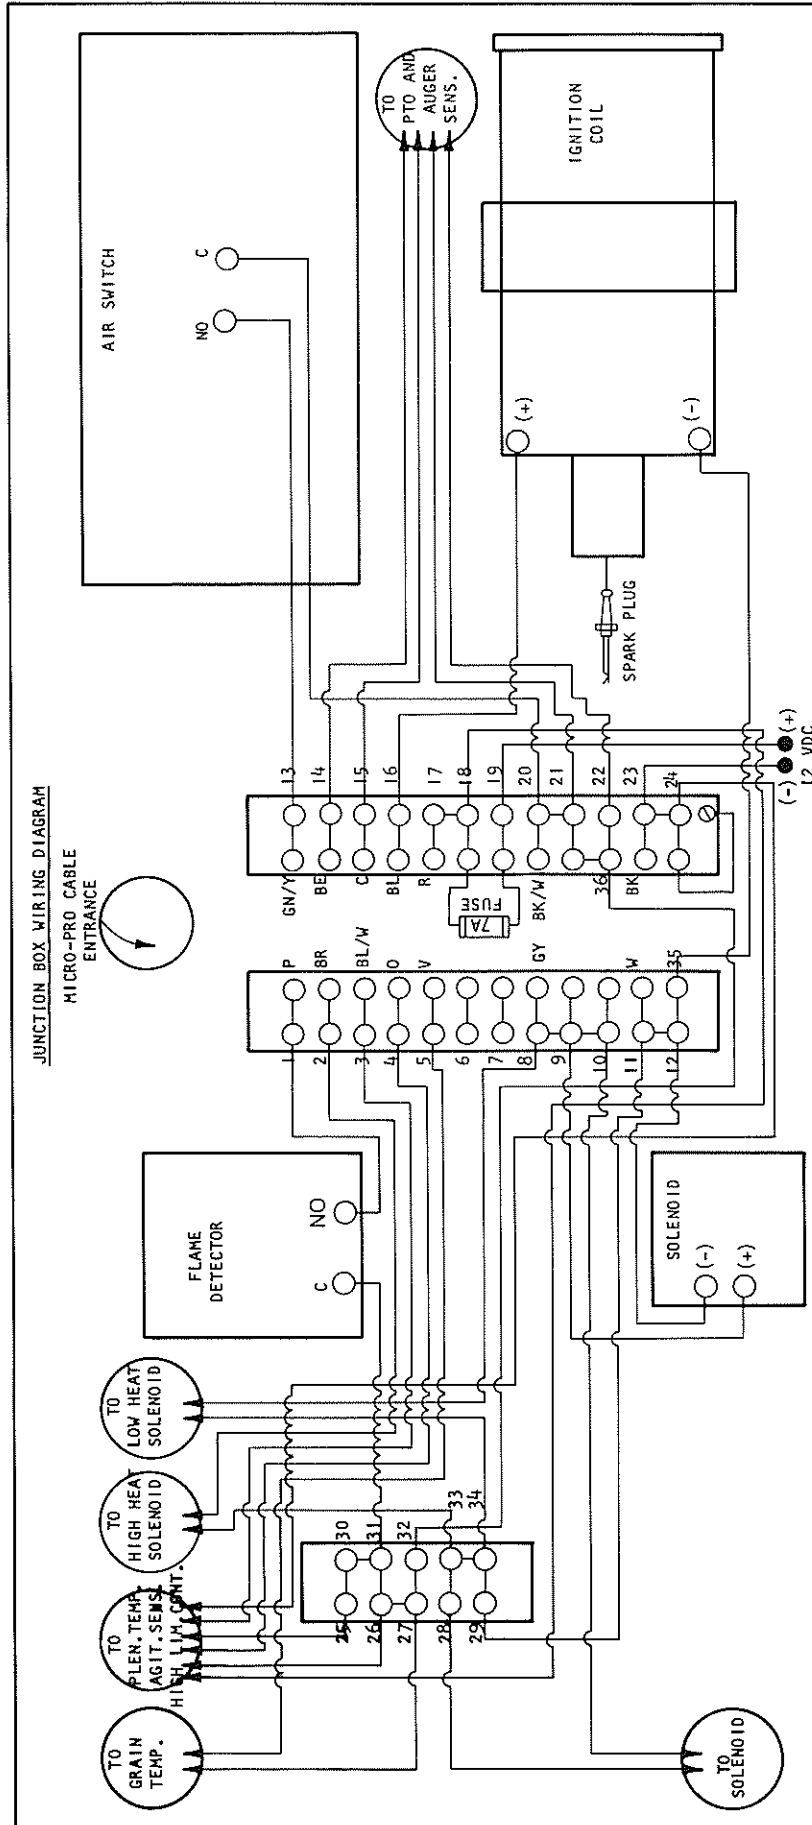 JUNCTION BOX WIRING DIAGRAM
MICRO-PRO CABLE
ENTRANCE
AIR SWITCH
NO
C
TO
PTO AND
AUGER
SENS.
IGNITION
COIL
(+)
(-)
SPARK PLUG
13
14
15
16
17
18
19
20
21
22
23
24
GN/Y
BE
C
BL
R
7A
FUSE
BK/W
36
BK
(-)
(+)
12 VDC
P
BR
BL/W
O
V
GY
W
35
1
2
3
4
5
6
7
8
9
10
11
12
FLAME
DETECTOR
C
NO
SOLENOID
(-)
(+)
TO
LOW HEAT
SOLENOID
TO
HIGH HEAT
SOLENOID
TO
PLEN.TEMP.
AGIT.SENS.
HIGH LIM.CONT.
TO
GRAIN
TEMP.
30
31
32
33
34
25
26
27
28
29
TO
SOLENOID